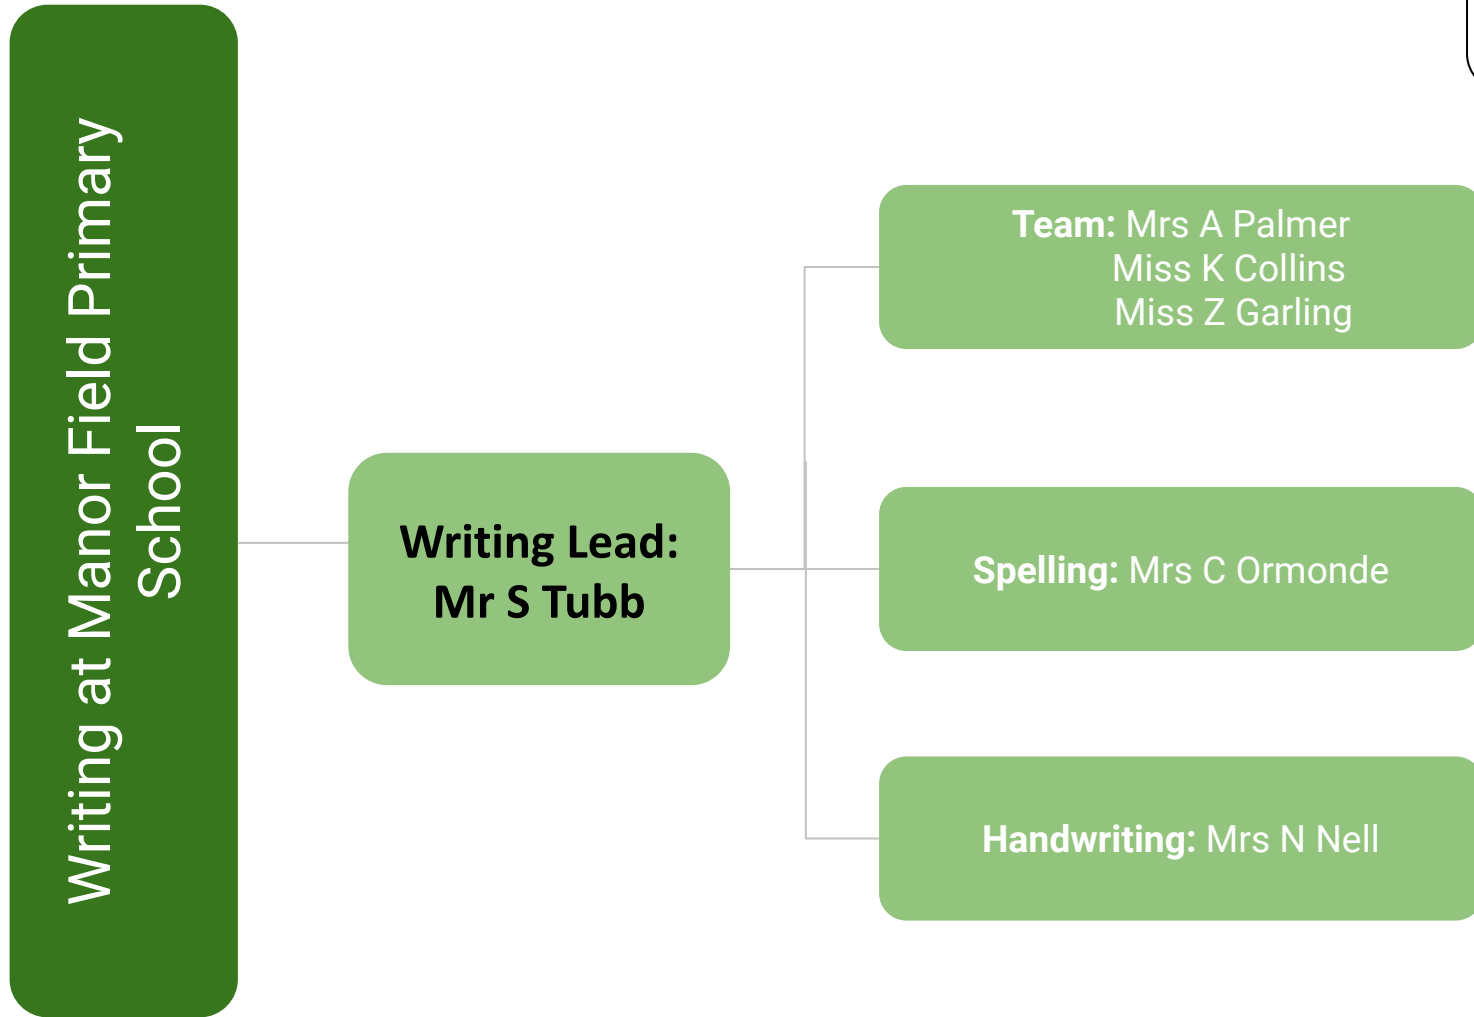 Writing at Manor Field Primary
School
Writing Lead:
Mr S Tubb
Team: Mrs A Palmer
Miss K Collins
Miss Z Garling
Spelling: Mrs C Ormonde
Handwriting: Mrs N Nell